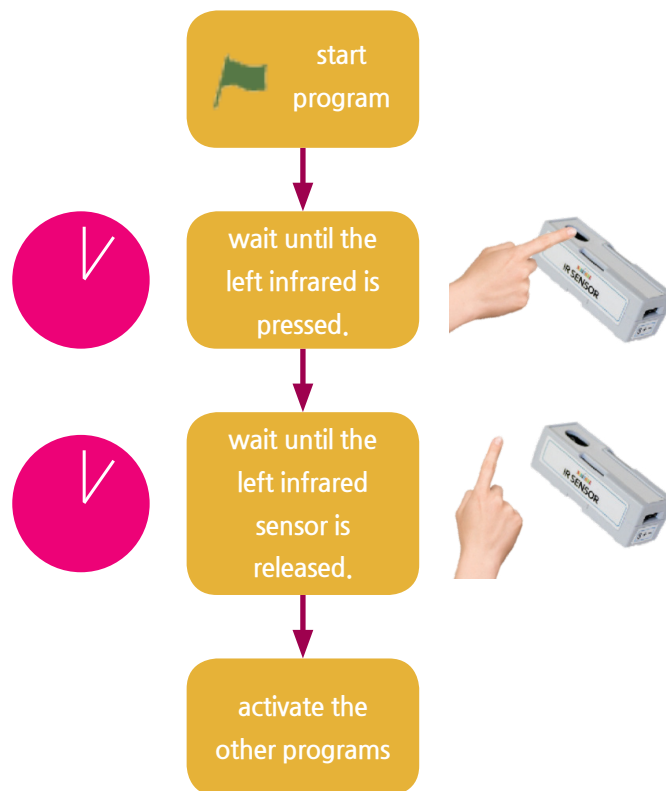 start
program
wait until the
left infrared is
pressed.
IR SENSOR
wait until the
left infrared
sensor is
released.
IR SENSOR
activate the
other programs